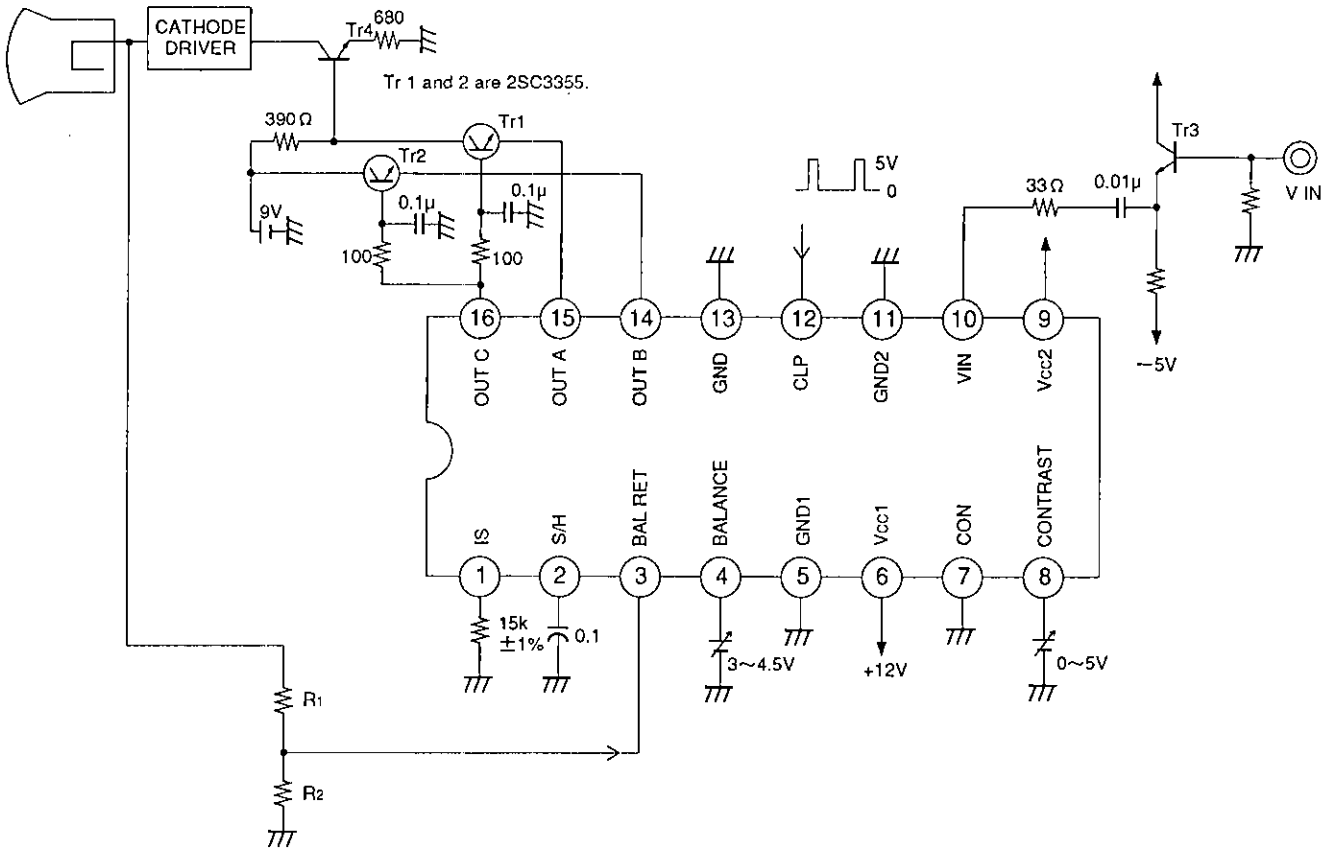 CATHODE
DRIVER
Tr4
680
Tr 1 and 2 are 2SC3355.
390Ω
Tr1
Tr2
0.1μ
0.1μ
9V
100
100
5V
0
Tr3
33Ω
0.01μ
V IN
−5V
16
15
14
13
12
11
10
9
OUT C
OUT A
OUT B
GND
CLP
GND2
VIN
Vcc2
IS
S/H
BAL RET
BALANCE
GND1
Vcc1
CON
CONTRAST
1
2
3
4
5
6
7
8
15k
±1%
0.1
3~4.5V
+12V
0~5V
R1
R2